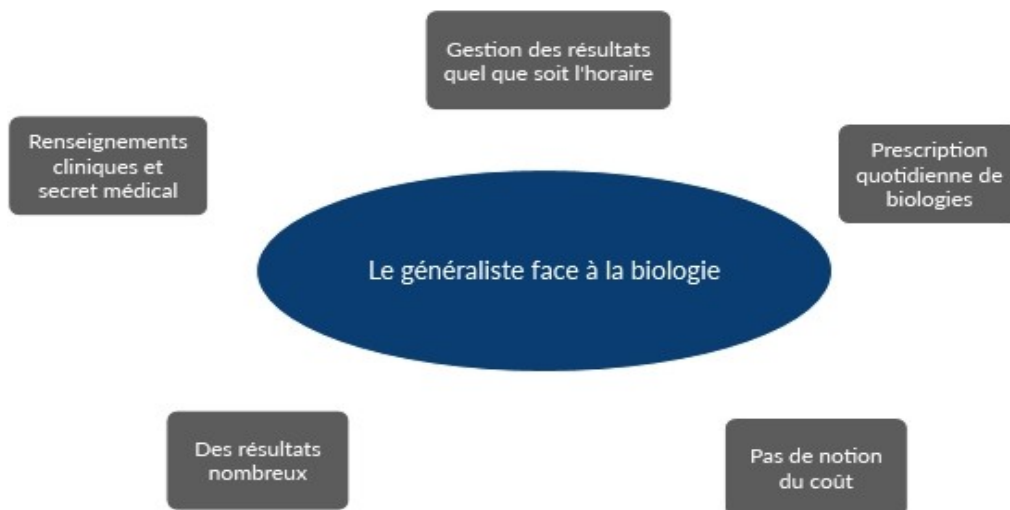 Gestion des résultats
quel que soit l'horaire
Renseignements
cliniques et
secret médical
Prescription
quotidienne de
biologies
Le généraliste face à la biologie
Des résultats
nombreux
Pas de notion
du coût